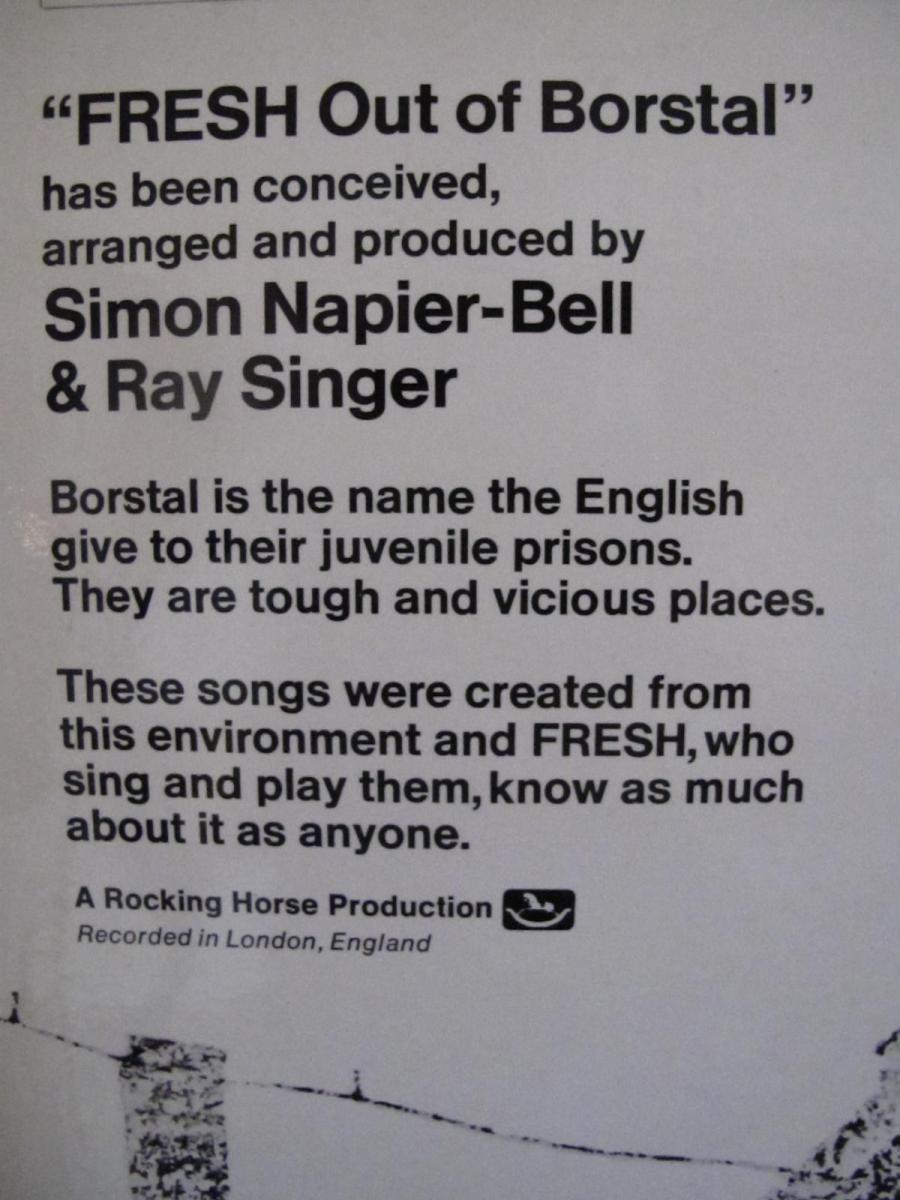 “FRESH Out of Borstal”
has been conceived,
arranged and produced by
Simon Napier-Bell
& Ray Singer
Borstal is the name the English
give to their juvenile prisons.
They are tough and vicious places.
These songs were created from
this environment and FRESH, who
sing and play them, know as much
about it as anyone.
A Rocking Horse Production
Recorded in London, England